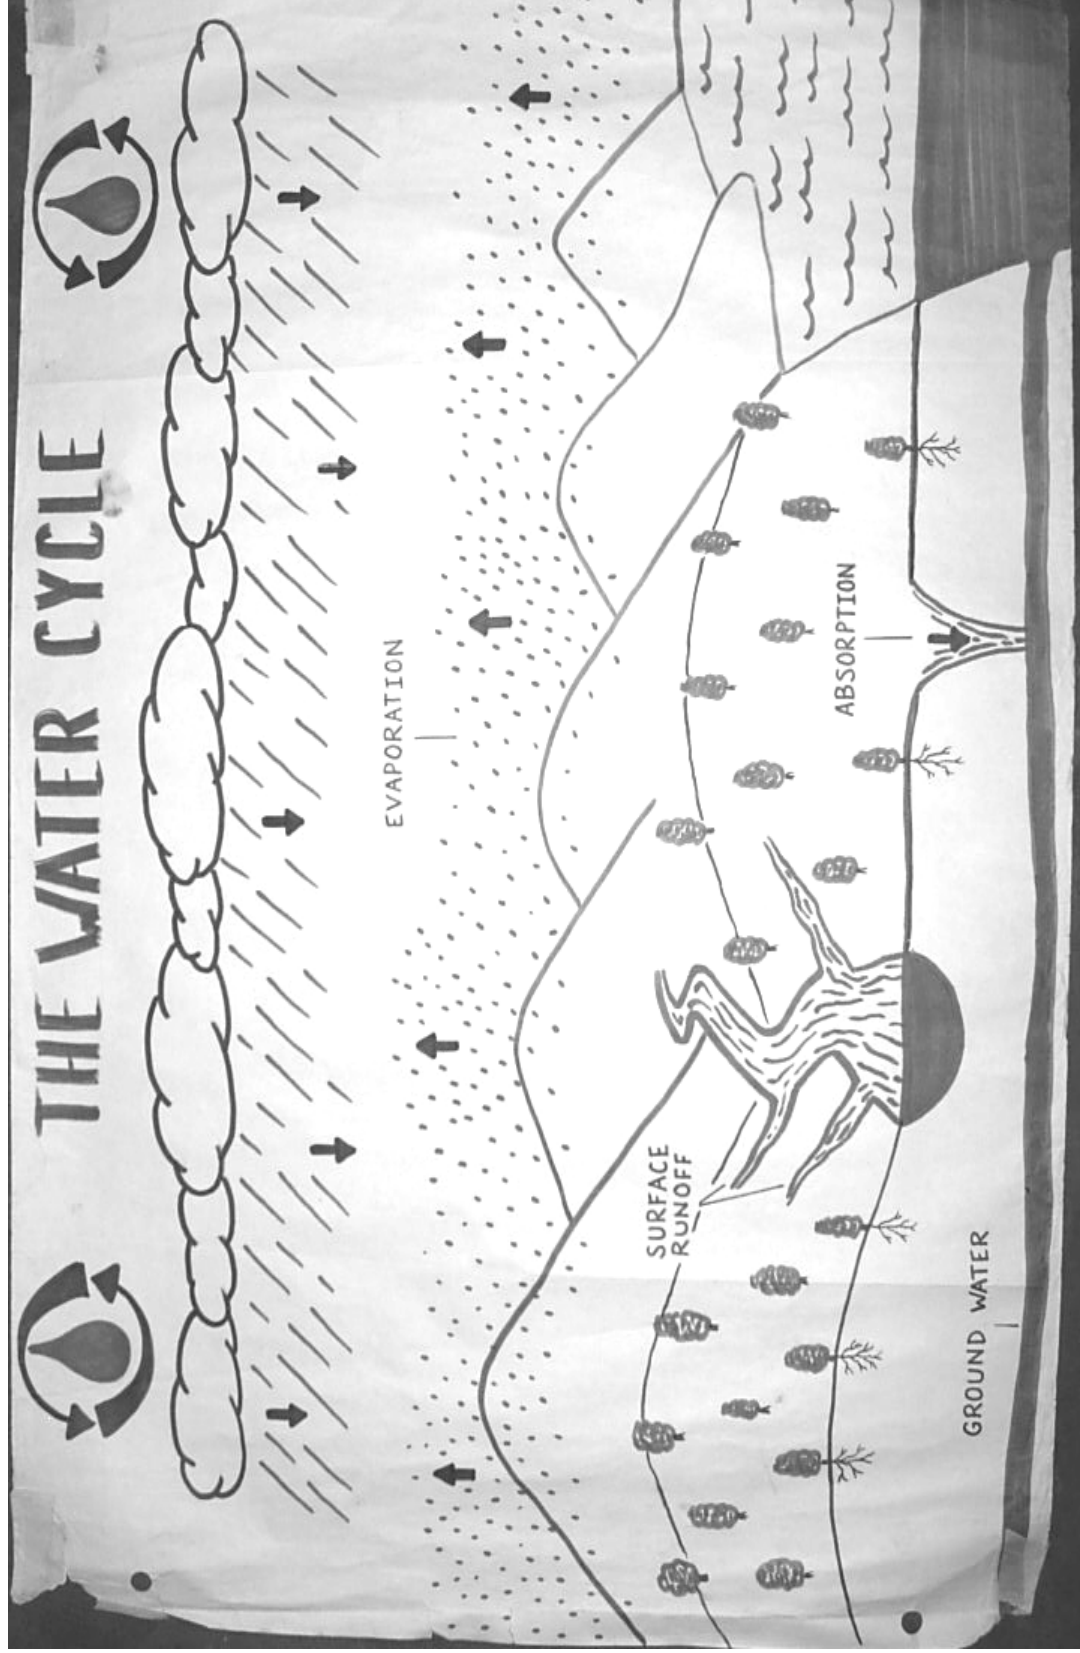 THE WATER CYCLE
EVAPORATION
SURFACE
RUNOFF
ABSORPTION
GROUND WATER